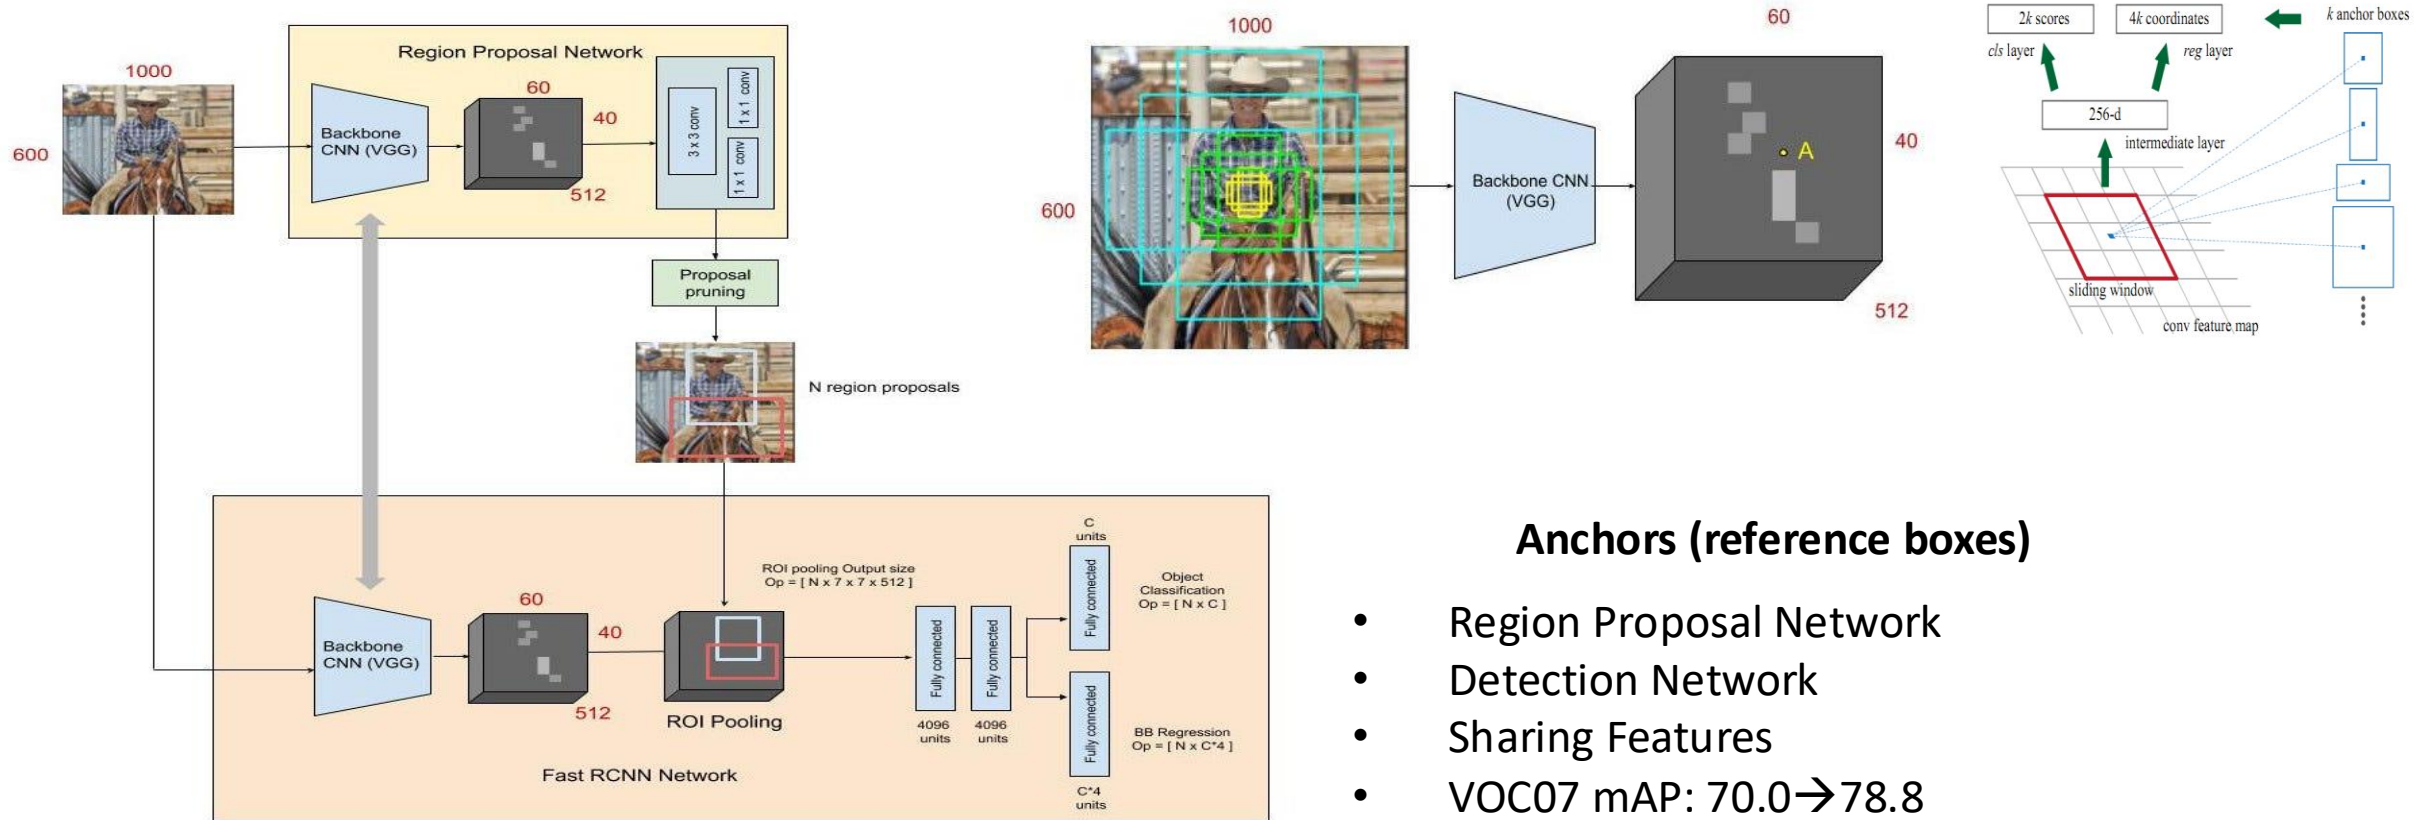 Region Proposal Network
1000
600
Backbone
CNN (VGG)
60
40
512
3 x 3 conv
1 x 1 conv
1 x 1 conv
Proposal
pruning
N region proposals
Backbone
CNN (VGG)
60
40
512
ROI Pooling
ROI pooling Output size
Op = [ N x 7 x 7 x 512 ]
Fully connected
4096
units
Fully connected
4096
units
C
units
Fully connected
Object
Classification
Op = [ N x C ]
Fully connected
C*4
units
BB Regression
Op = [ N x C*4 ]
Fast RCNN Network
1000
600
Backbone CNN
(VGG)
60
A
40
512
2k scores
4k coordinates
k anchor boxes
cls layer
reg layer
256-d
intermediate layer
sliding window
conv feature map
Anchors (reference boxes)
• Region Proposal Network
• Detection Network
• Sharing Features
• VOC07 mAP: 70.0→78.8